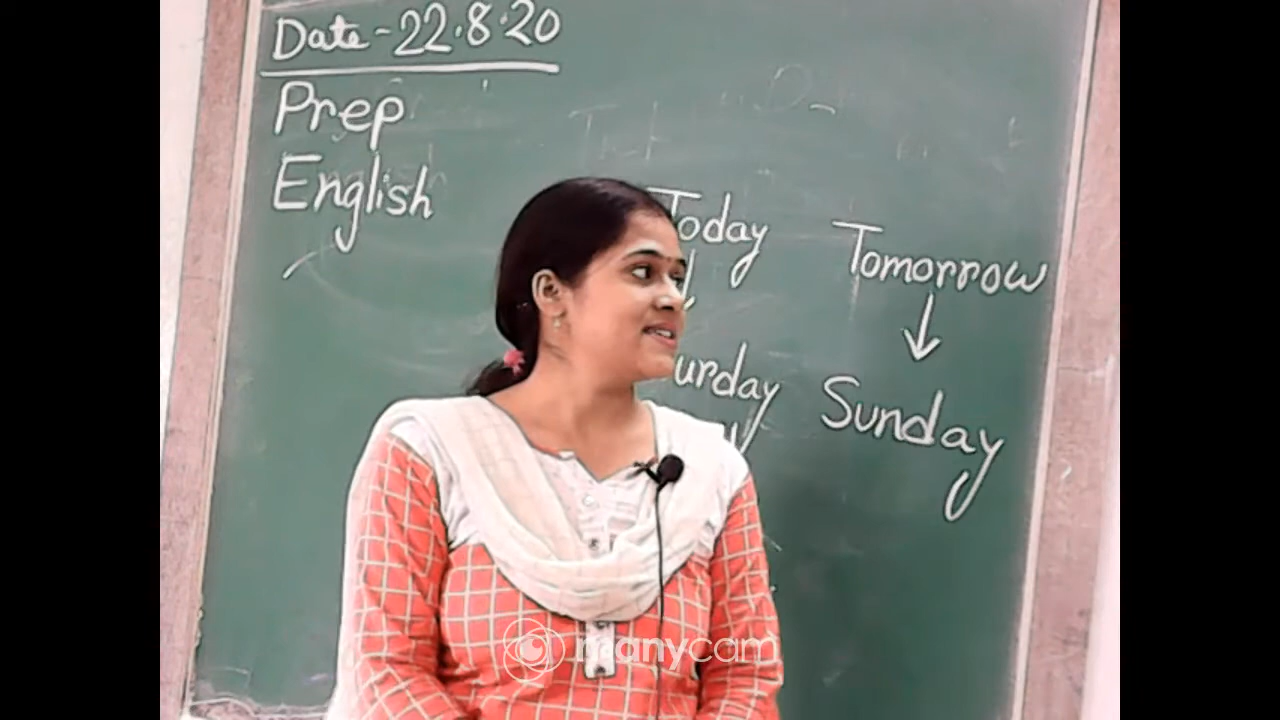 Date - 22.8.20
Prep
English
Today Tomorrow
urday Sunday
manycam